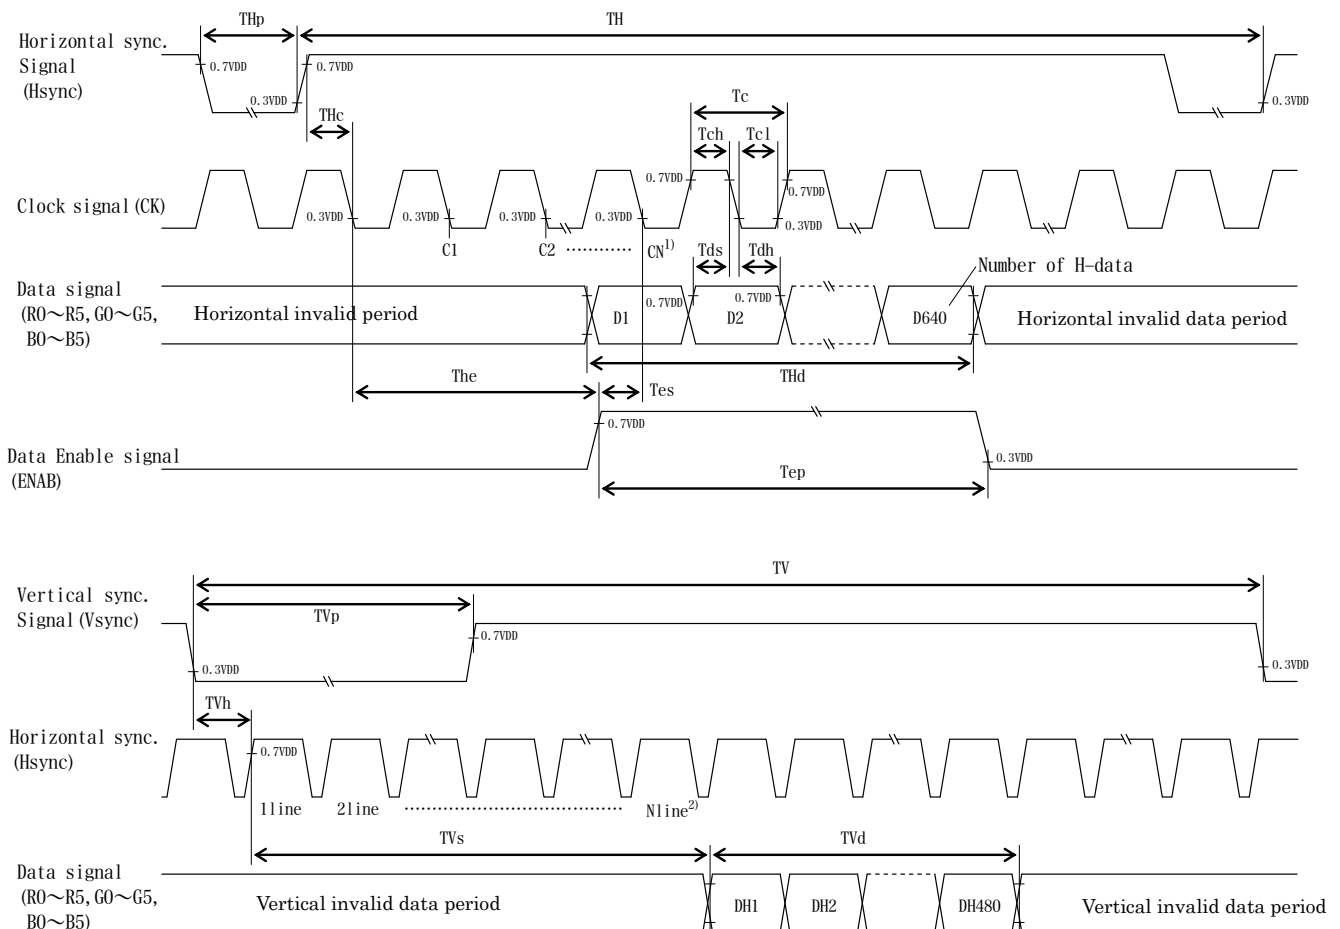 THp
TH
Horizontal sync.
Signal
(Hsync)
0.7VDD
0.7VDD
0.3VDD
0.3VDD
THc
Tc
Tch
Tcl
Clock signal(CK)
0.3VDD
0.3VDD
0.3VDD
0.3VDD
0.7VDD
0.7VDD
0.3VDD
C1
C2
CN1)
Tds
Tdh
Number of H-data
Data signal
(R0～R5, G0～G5,
B0～B5)
Horizontal invalid period
D1
0.7VDD
D2
0.7VDD
D640
Horizontal invalid data period
THd
The
Tes
0.7VDD
Data Enable signal
(ENAB)
0.3VDD
Tep
TV
Vertical sync.
Signal(Vsync)
TVp
0.7VDD
0.3VDD
0.3VDD
TVh
Horizontal sync.
(Hsync)
0.7VDD
1line
2line
Nline2)
TVs
TVd
Data signal
(R0～R5, G0～G5,
B0～B5)
Vertical invalid data period
DH1
DH2
DH480
Vertical invalid data period